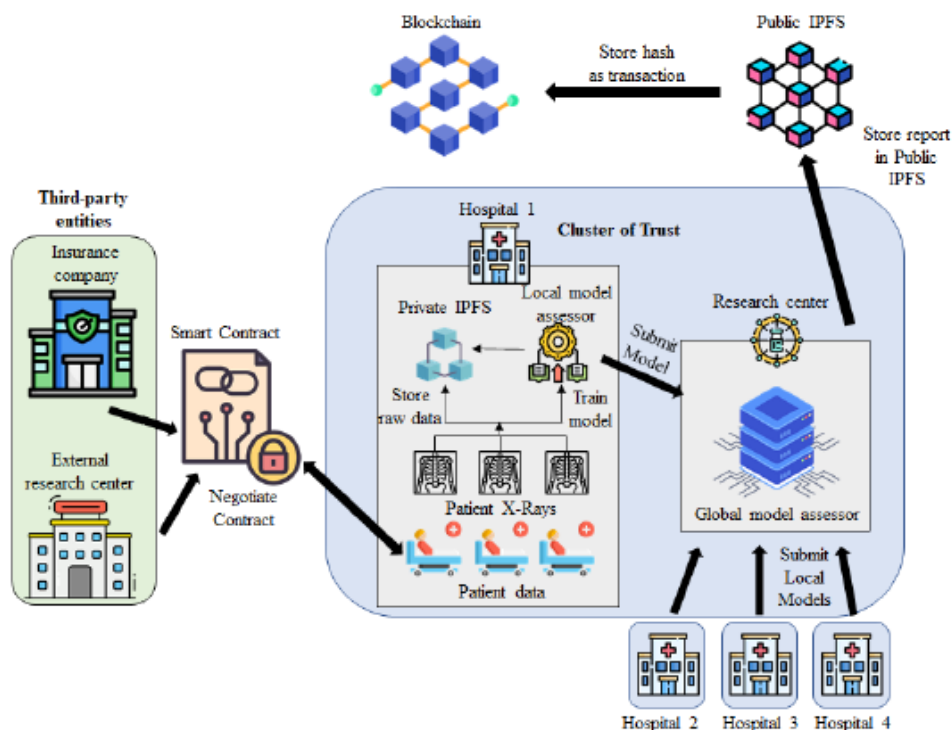 Blockchain
Public IPFS
Store hash
as transaction
Store report
in Public
IPFS
Third-party
entities
Insurance
company
External
research center
Smart Contract
Negotiate
Contract
Hospital 1
Cluster of Trust
Private IPFS
Local model
assessor
Store
raw data
Train
model
Patient X-Rays
Patient data
Submit
Model
Research center
Global model assessor
Submit
Local
Models
Hospital 2
Hospital 3
Hospital 4